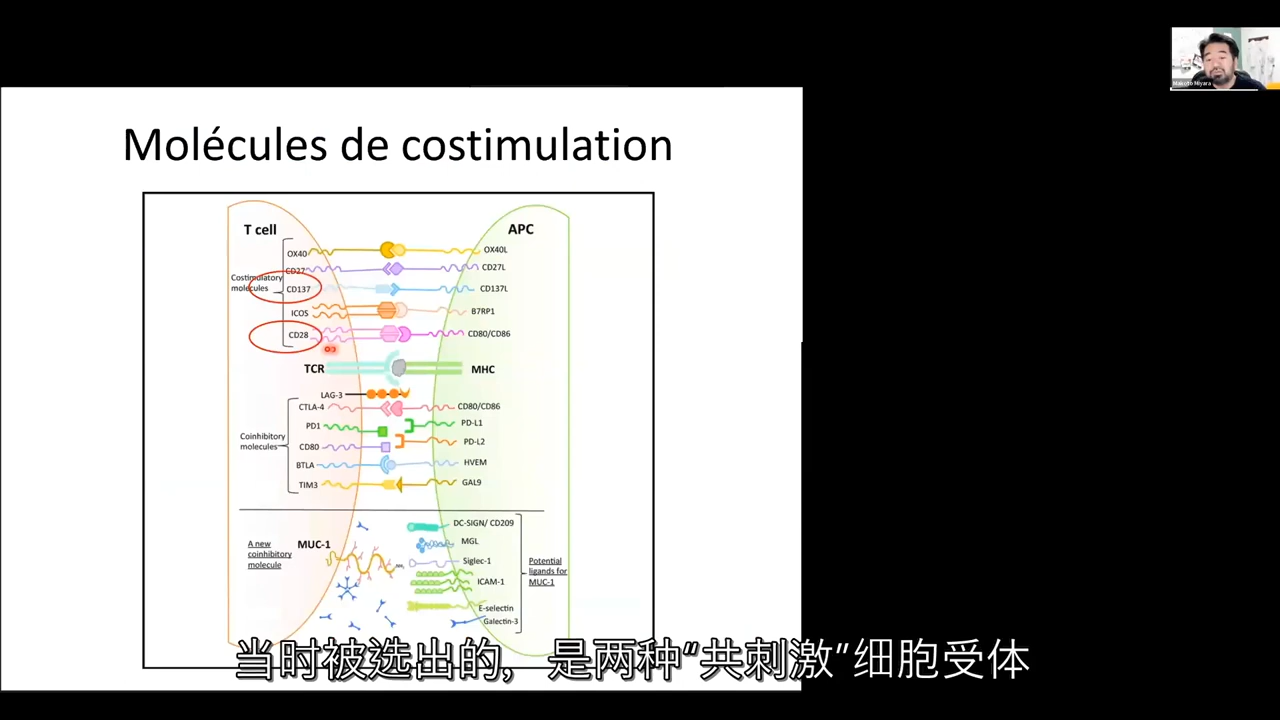 Makoto Miyara
Molécules de costimulation
T cell
APC
OX40
OX40L
CD27
CD27L
Costimulatory
molecules
CD137
CD137L
ICOS
B7RP1
CD28
CD80/CD86
TCR
MHC
LAG-3
CTLA-4
CD80/CD86
PD1
PD-L1
PD-L2
Coinhibitory
molecules
CD80
BTLA
HVEM
TIM3
GAL9
DC-SIGN/ CD209
A new
coinhibitory
molecule
MUC-1
MGL
Siglec-1
ICAM-1
Potential
ligands for
MUC-1
E-selectin
Galectin-3
当时被选出的，是两种“共刺激”细胞受体